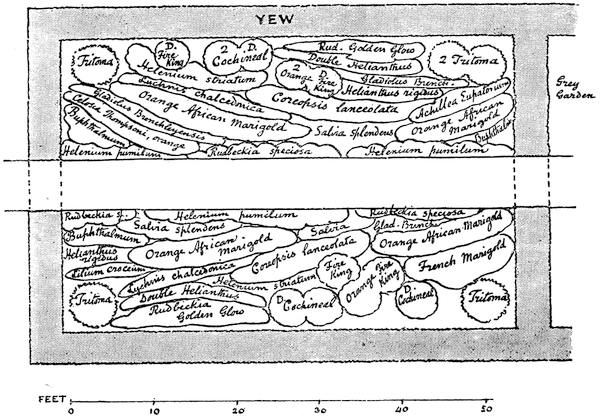 YEW
Tritoma
D. Fire King
2 D. Cochineal
Rud. Golden Glow
Double Helianthus
2 Tritoma
Helenium striatum
2 Orange
D. Fire King
Gladiolus Brench.
Helianthus rigidus
Lychnis chalcedonica
Coreopsis lanceolata
Achillea Eupatorium
Orange African Marigold
Gladiolus Brenchleyensis
Celosia Thompsoni, orange
Buphthalmum
Salvia splendens
Orange African Marigold
Buphthalm
Helenium pumilum
Rudbeckia speciosa
Helenium pumilum
Grey Garden
Rudbeckia s..
Helenium pumilum
Rudbeckia speciosa
Salvia splendens
Salvia
Glad. Brench.
Buphthalmum
Orange African Marigold
Orange African Marigold
Helianthus rigidus
Coreopsis lanceolata
Lilium croceum
Lychnis chalcedonica
French Marigold
Helenium striatum
Fire King
Orange
Fire King
Tritoma
Double Helianthus
D. Cochineal
D. Cochineal
Tritoma
Rudbeckia Golden Glow
FEET
0 10 20 30 40 50